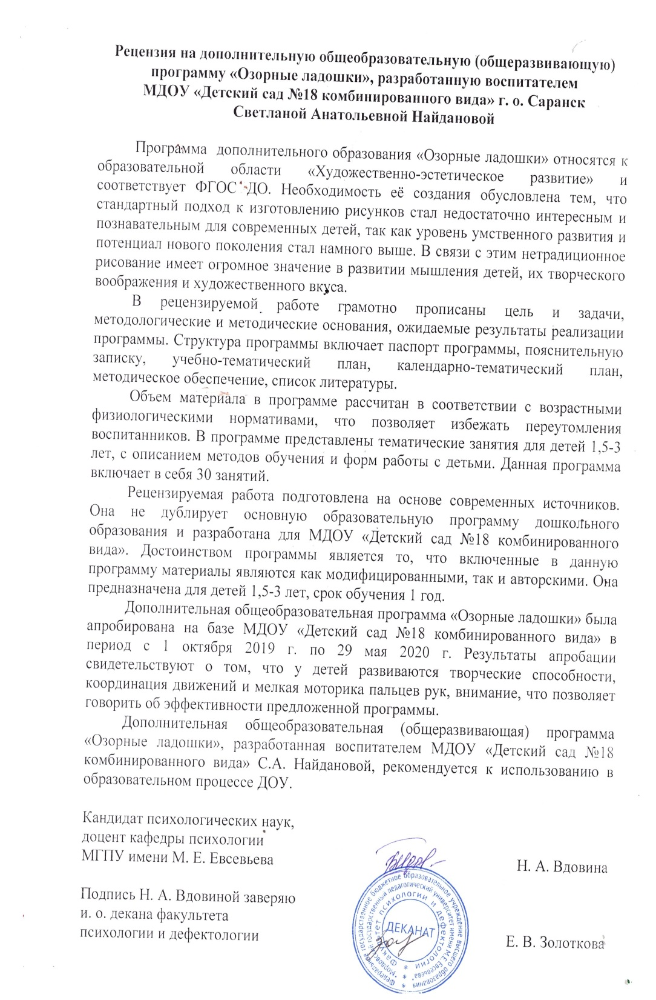 Рецензия на дополнительную общеобразовательную (общеразвивающую)
программу «Озорные ладошки», разработанную воспитателем
МДОУ «Детский сад №18 комбинированного вида» г. о. Саранск
Светланой Анатольевной Найдановой
Программа дополнительного образования «Озорные ладошки» относятся к
образовательной области «Художественно-эстетическое развитие» и
соответствует ФГОС ДО. Необходимость её создания обусловлена тем, что
стандартный подход к изготовлению рисунков стал недостаточно интересным и
познавательным для современных детей, так как уровень умственного развития и
потенциал нового поколения стал намного выше. В связи с этим нетрадиционное
рисование имеет огромное значение в развитии мышления детей, их творческого
воображения и художественного вкуса.
В рецензируемой работе грамотно прописаны цель и задачи,
методологические и методические основания, ожидаемые результаты реализации
программы. Структура программы включает паспорт программы, пояснительную
записку, учебно-тематический план, календарно-тематический план,
методическое обеспечение, список литературы.
Объем материала в программе рассчитан в соответствии с возрастными
физиологическими нормативами, что позволяет избежать переутомления
воспитанников. В программе представлены тематические занятия для детей 1,5-3
лет, с описанием методов обучения и форм работы с детьми. Данная программа
включает в себя 30 занятий.
Рецензируемая работа подготовлена на основе современных источников.
Она не дублирует основную образовательную программу дошкольного
образования и разработана для МДОУ «Детский сад №18 комбинированного
вида». Достоинством программы является то, что включенные в данную
программу материалы являются как модифицированными, так и авторскими. Она
предназначена для детей 1,5-3 лет, срок обучения 1 год.
Дополнительная общеобразовательная программа «Озорные ладошки» была
апробирована на базе МДОУ «Детский сад №18 комбинированного вида» в
период с 1 октября 2019 г. по 29 мая 2020 г. Результаты апробации
свидетельствуют о том, что у детей развиваются творческие способности,
координация движений и мелкая моторика пальцев рук, внимание, что позволяет
говорить об эффективности предложенной программы.
Дополнительная общеобразовательная (общеразвивающая) программа
«Озорные ладошки», разработанная воспитателем МДОУ «Детский сад №18
комбинированного вида» С.А. Найдановой, рекомендуется к использованию в
образовательном процессе ДОУ.
Кандидат психологических наук,
доцент кафедры психологии
МГПУ имени М. Е. Евсевьева
Н. А. Вдовина
Подпись Н. А. Вдовиной заверяю
и. о. декана факультета
психологии и дефектологии
Е. В. Золоткова
Федеральное государственное бюджетное образовательное учреждение высшего образования
"Мордовский государственный педагогический университет имени М.Е. Евсевьева"
Факультет психологии и дефектологии
ДЕКАНАТ